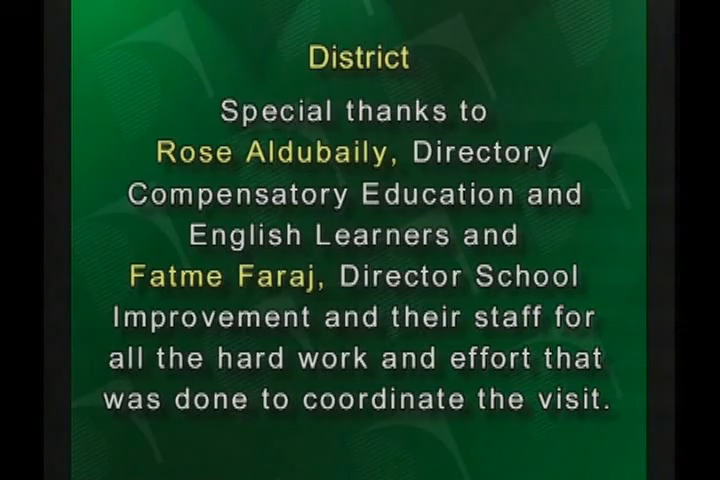 District
Special thanks to
Rose Aldubaily, Directory
Compensatory Education and
English Learners and
Fatme Faraj, Director School
Improvement and their staff for
all the hard work and effort that
was done to coordinate the visit.